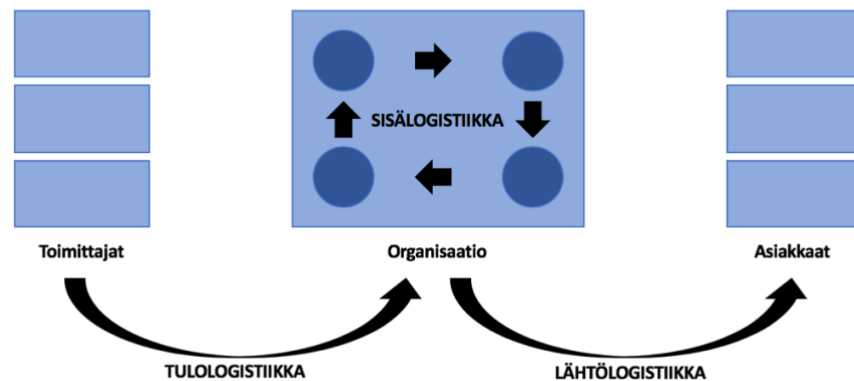 SISÄLOGISTIIKKA
Toimittajat
Organisaatio
Asiakkaat
TULOLOGISTIIKKA
LÄHTÖLOGISTIIKKA